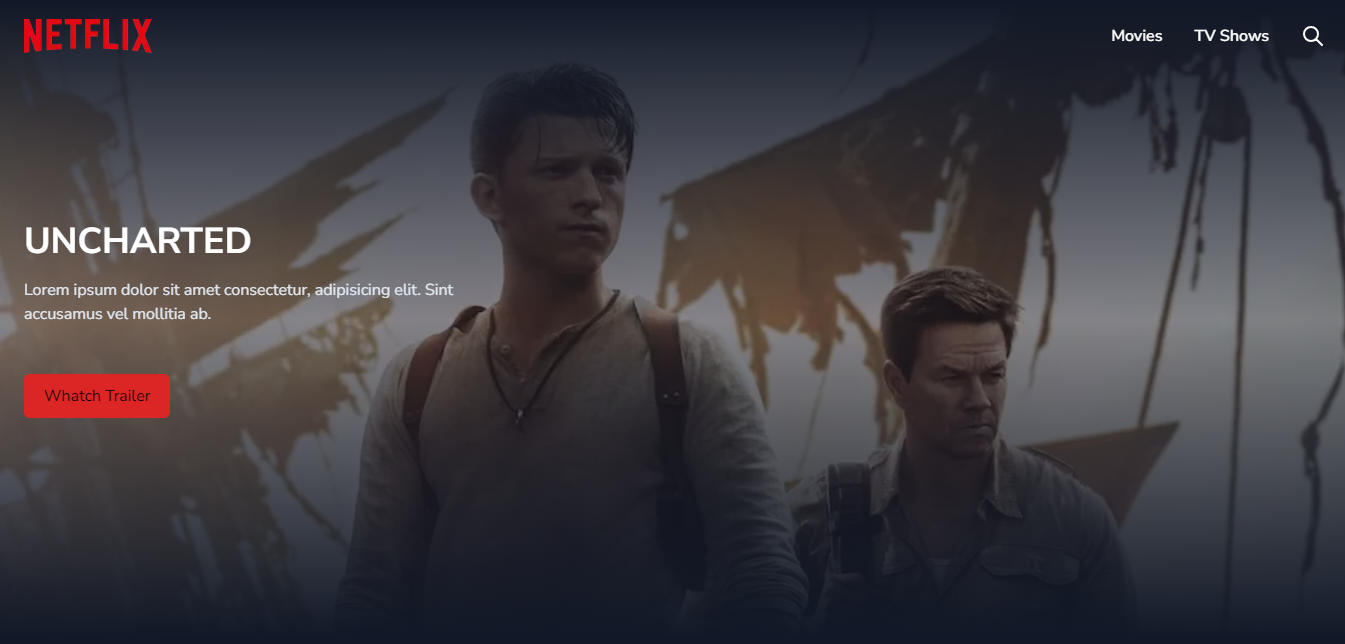 NETFLIX
Movies TV Shows
UNCHARTED
Lorem ipsum dolor sit amet consectetur, adipisicing elit. Sint
accusamus vel mollitia ab.
Whatch Trailer